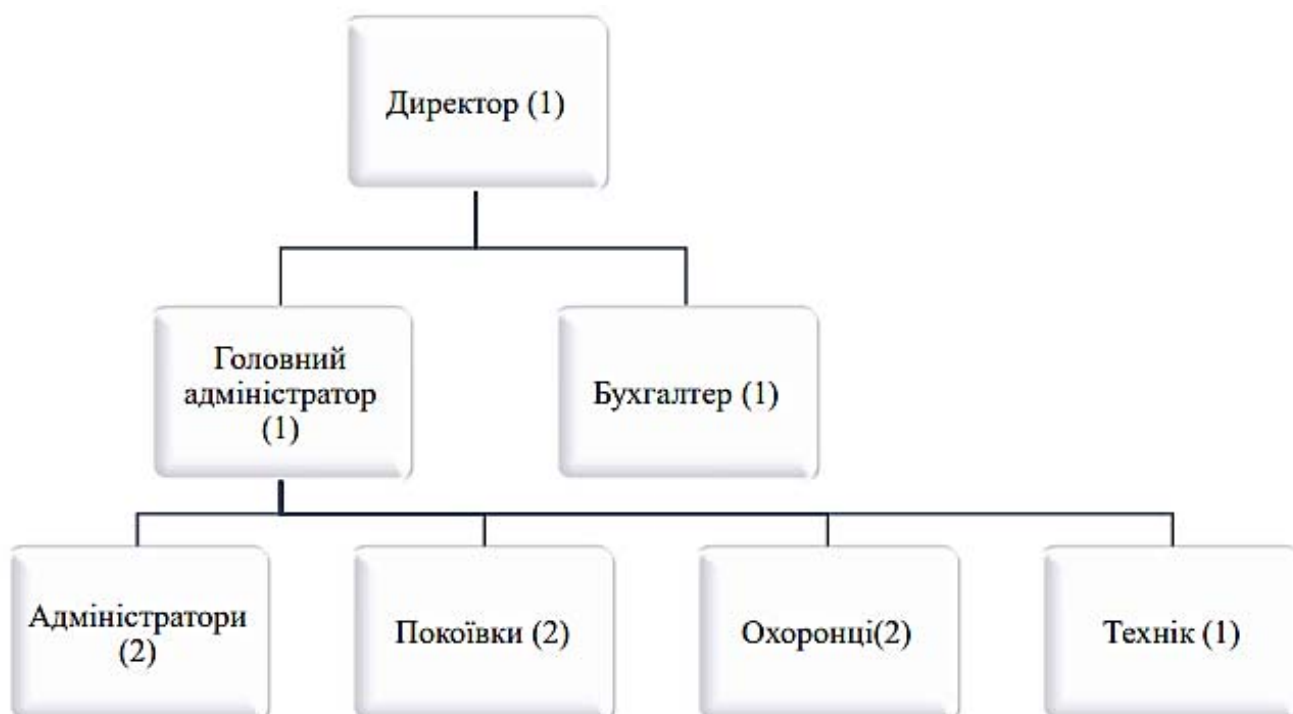 Директор (1)
Головний
адміністратор
(1)
Бухгалтер (1)
Адміністратори
(2)
Покоївки (2)
Охоронці(2)
Технік (1)